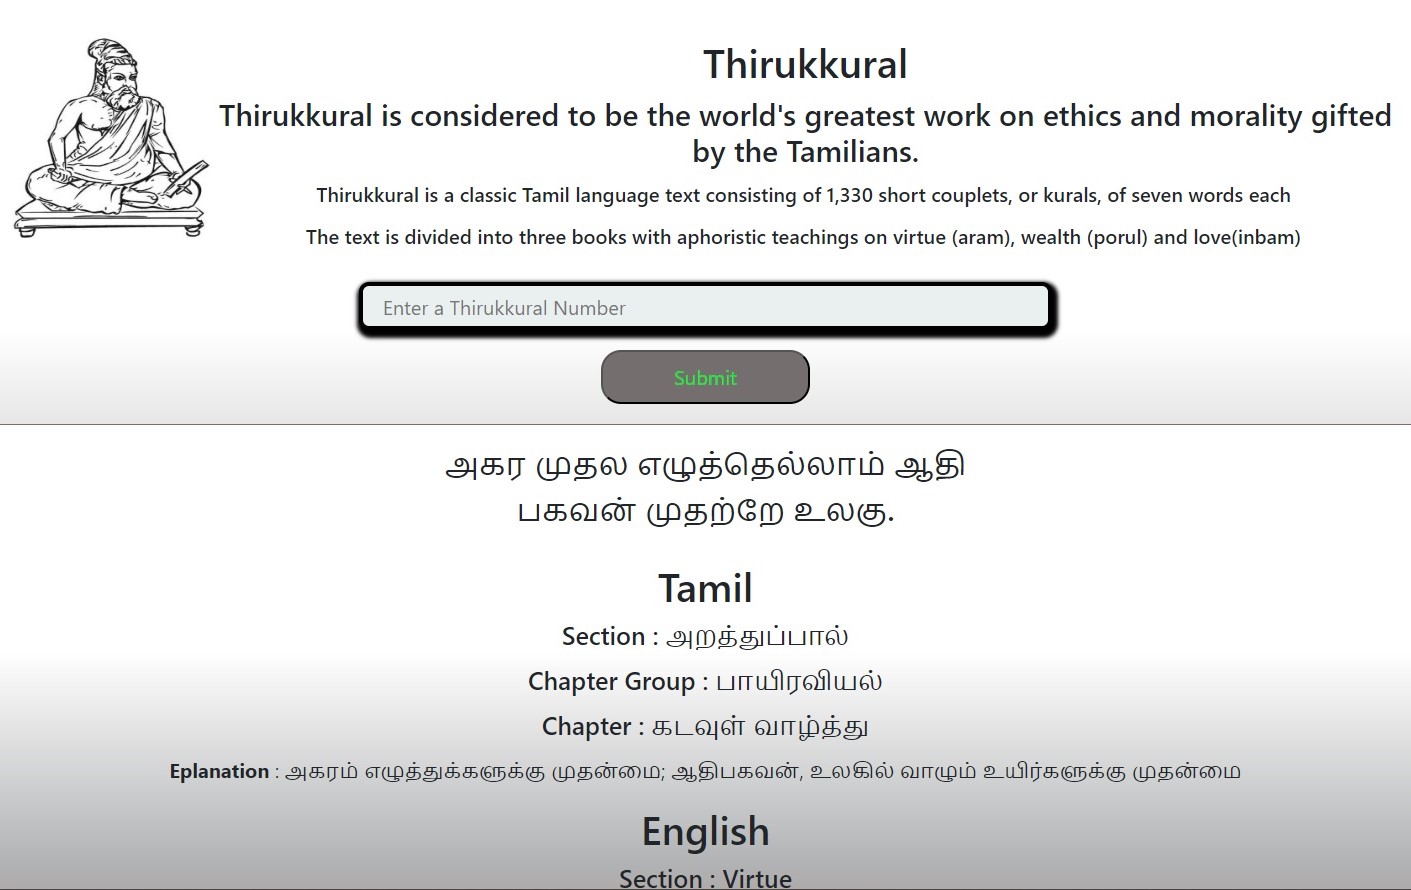 Thirukkural
Thirukkural is considered to be the world's greatest work on ethics and morality gifted
by the Tamilians.
Thirukkural is a classic Tamil language text consisting of 1,330 short couplets, or kurals, of seven words each
The text is divided into three books with aphoristic teachings on virtue (aram), wealth (porul) and love(inbam)
Enter a Thirukkural Number
Submit
அகர முதல எழுத்தெல்லாம் ஆதி
பகவன் முதற்றே உலகு.
Tamil
Section : அறத்துப்பால்
Chapter Group : பாயிரவியல்
Chapter : கடவுள் வாழ்த்து
Eplanation : அகரம் எழுத்துக்களுக்கு முதன்மை; ஆதிபகவன், உலகில் வாழும் உயிர்களுக்கு முதன்மை
English
Section : Virtue